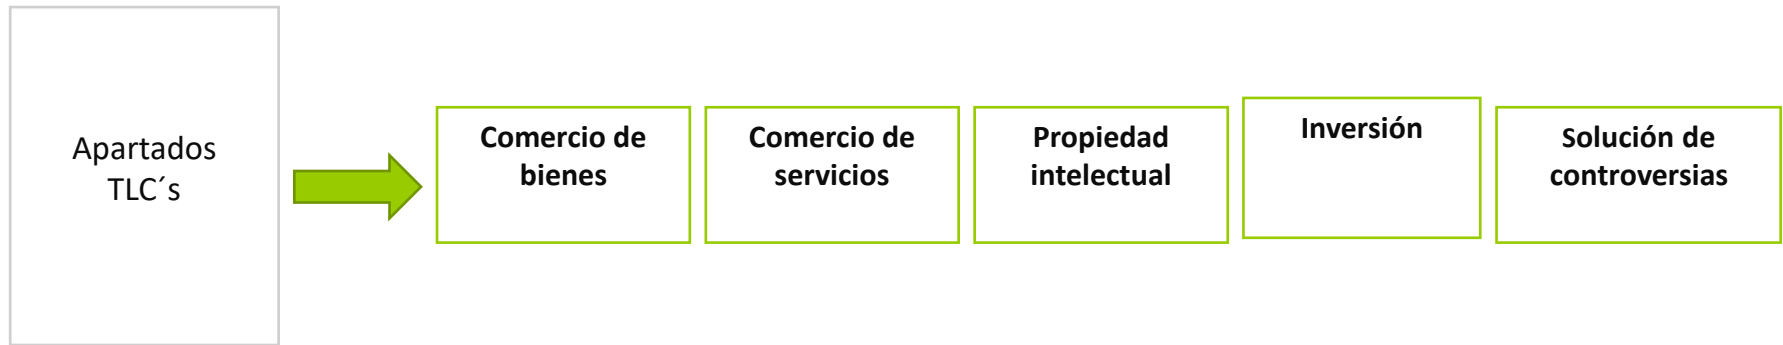 Apartados
TLC´s
Comercio de
bienes
Comercio de
servicios
Propiedad
intelectual
Inversión
Solución de
controversias